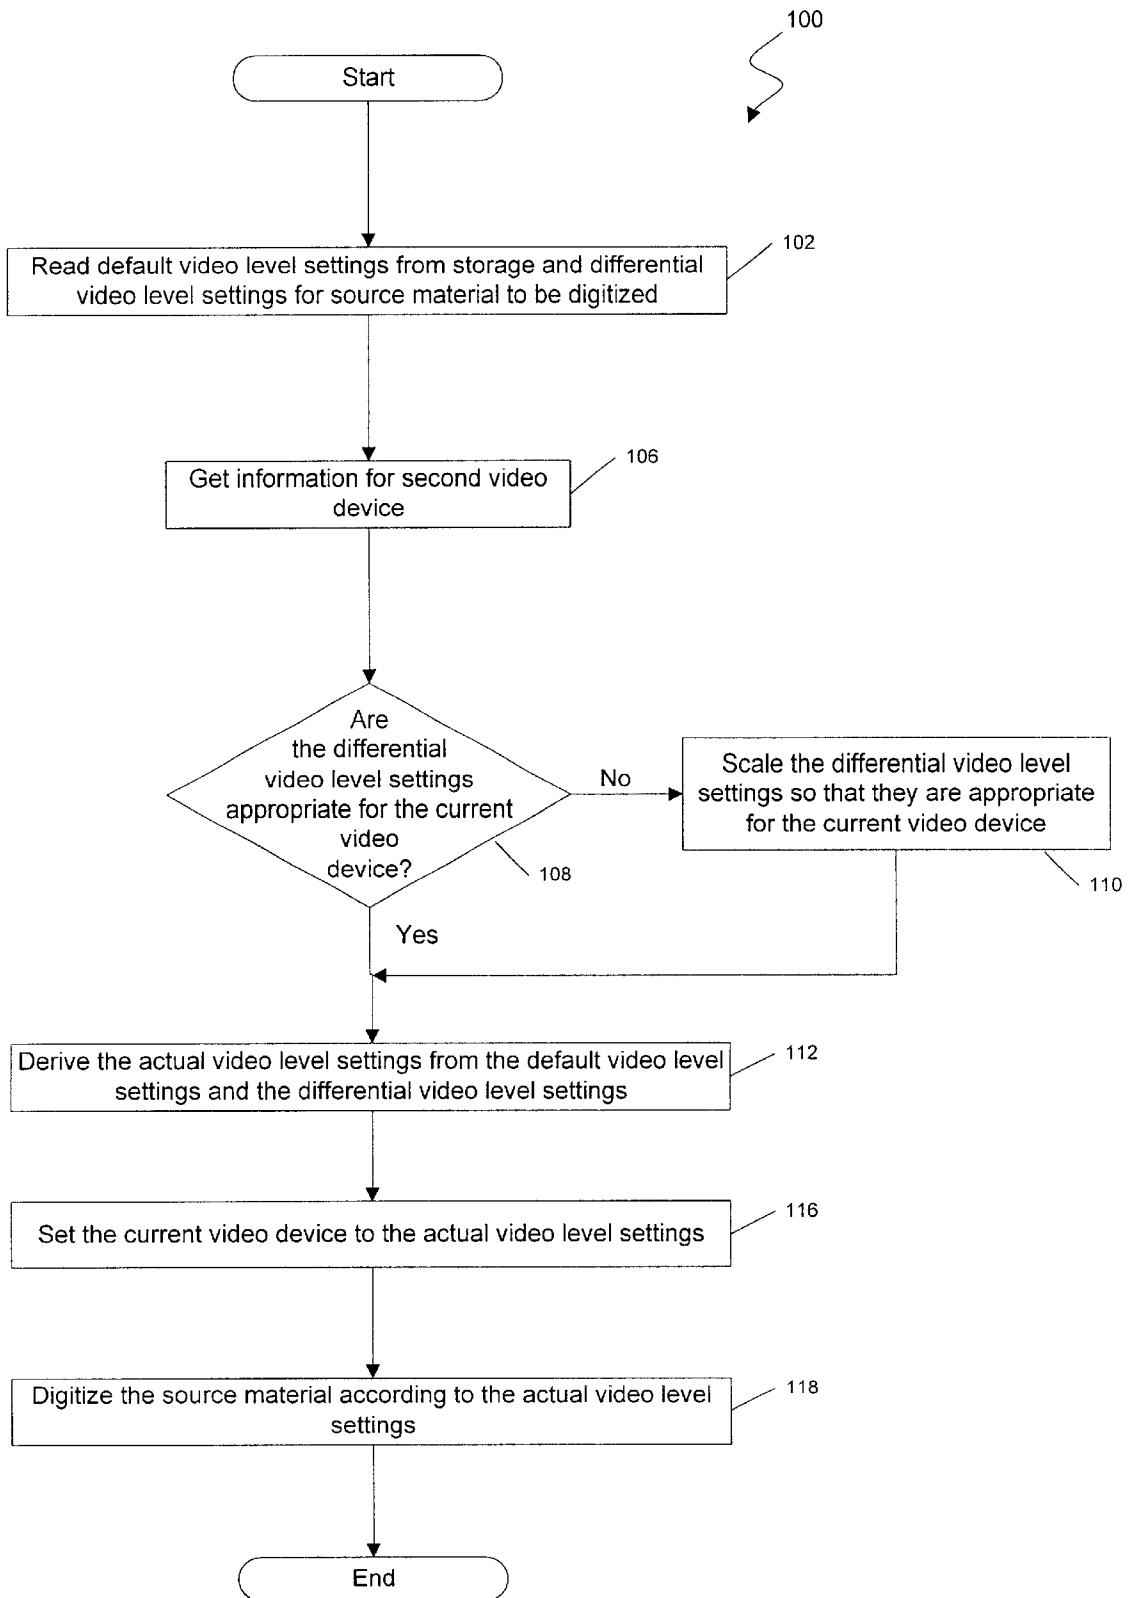 100
Start
102
Read default video level settings from storage and differential
video level settings for source material to be digitized
106
Get information for second video
device
Are
the differential
video level settings
appropriate for the current
video
device?
108
No
Scale the differential video level
settings so that they are appropriate
for the current video device
110
Yes
112
Derive the actual video level settings from the default video level
settings and the differential video level settings
116
Set the current video device to the actual video level settings
118
Digitize the source material according to the actual video level
settings
End